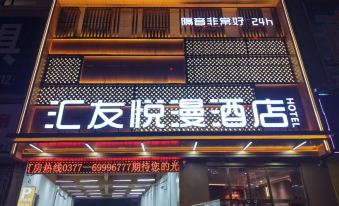 隔音非常好 24h
汇友悦漫酒店 HOTEL
订房热线0377-69996777期待您的光